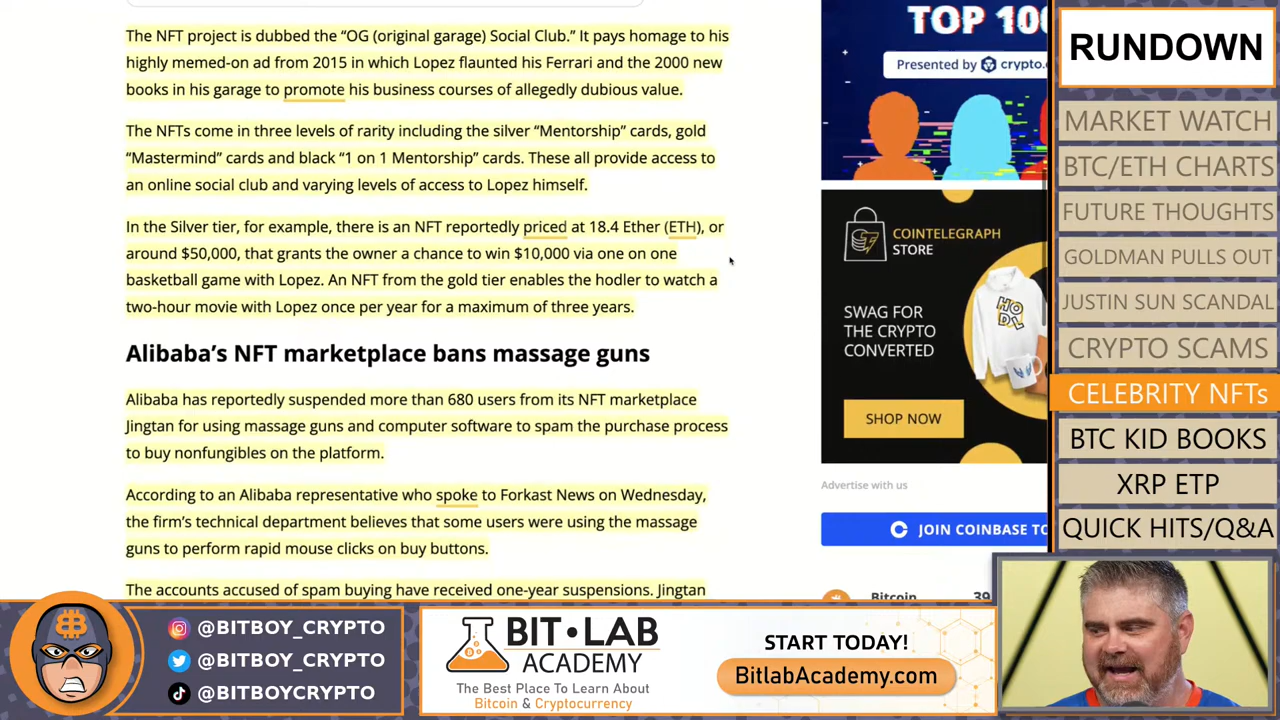 The NFT project is dubbed the “OG (original garage) Social Club.” It pays homage to his
highly memed-on ad from 2015 in which Lopez flaunted his Ferrari and the 2000 new
books in his garage to promote his business courses of allegedly dubious value.
The NFTs come in three levels of rarity including the silver “Mentorship” cards, gold
“Mastermind” cards and black “1 on 1 Mentorship” cards. These all provide access to
an online social club and varying levels of access to Lopez himself.
In the Silver tier, for example, there is an NFT reportedly priced at 18.4 Ether (ETH), or
around $50,000, that grants the owner a chance to win $10,000 via one on one
basketball game with Lopez. An NFT from the gold tier enables the hodler to watch a
two-hour movie with Lopez once per year for a maximum of three years.
Alibaba’s NFT marketplace bans massage guns
Alibaba has reportedly suspended more than 680 users from its NFT marketplace
Jingtan for using massage guns and computer software to spam the purchase process
to buy nonfungibles on the platform.
According to an Alibaba representative who spoke to Forkast News on Wednesday,
the firm’s technical department believes that some users were using the massage
guns to perform rapid mouse clicks on buy buttons.
The accounts accused of spam buying have received one-year suspensions. Jingtan
TOP 100
Presented by crypto.c
COINTELEGRAPH
STORE
SWAG FOR
THE CRYPTO
CONVERTED
HO
DL
SHOP NOW
Advertise with us
JOIN COINBASE TO
Bitcoin 39
RUNDOWN
MARKET WATCH
BTC/ETH CHARTS
FUTURE THOUGHTS
GOLDMAN PULLS OUT
JUSTIN SUN SCANDAL
CRYPTO SCAMS
CELEBRITY NFTs
BTC KID BOOKS
XRP ETP
QUICK HITS/Q&A
@BITBOY_CRYPTO
@BITBOY_CRYPTO
@BITBOYCRYPTO
BIT•LAB
ACADEMY
The Best Place To Learn About
Bitcoin & Cryptocurrency
START TODAY!
BitlabAcademy.com